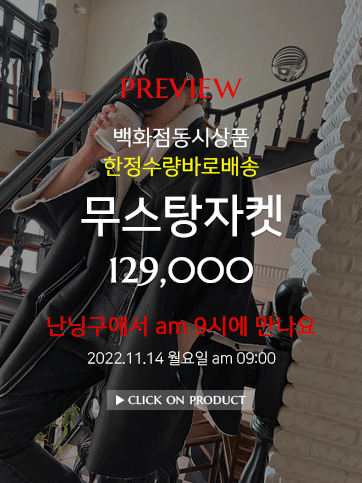 NY
PREVIEW
백화점동시상품
한정수량바로배송
무스탕자켓
129,000
난닝구에서 am 9시에 만나요
2022.11.14 월요일 am 09:00
▶ CLICK ON PRODUCT